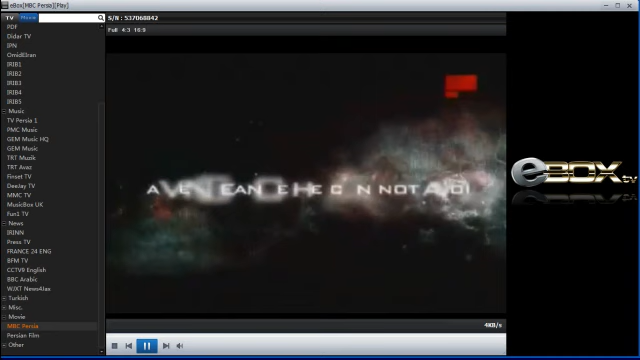 eBox[MBC Persia][Play]
TV Movie
S/N : 537068842
Full 4:3 16:9
PDF
Didar TV
IPN
OmidEIran
IRIB1
IRIB2
IRIB3
IRIB4
IRIB5
Music
TV Persia 1
PMC Music
GEM Music HQ
GEM Music
TRT Muzik
TRT Avaz
Firset TV
DeeJay TV
MMC TV
MusicBox UK
Fun1 TV
News
IRINN
Press TV
FRANCE 24 ENG
BFM TV
CCTV9 English
BBC Arabic
WJXT News4Jax
Turkish
Misc.
Movie
MBC Persia
Persian Film
Other
eBOX tv
4KB/s